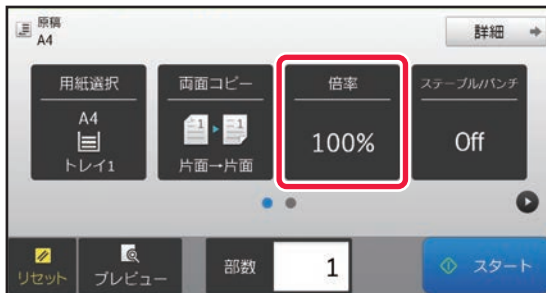 原稿
A4
詳細
用紙選択
A4
トレイ1
両面コピー
1
1
片面→片面
倍率
100%
ステープル/パンチ
Off
リセット
プレビュー
部数
1
スタート